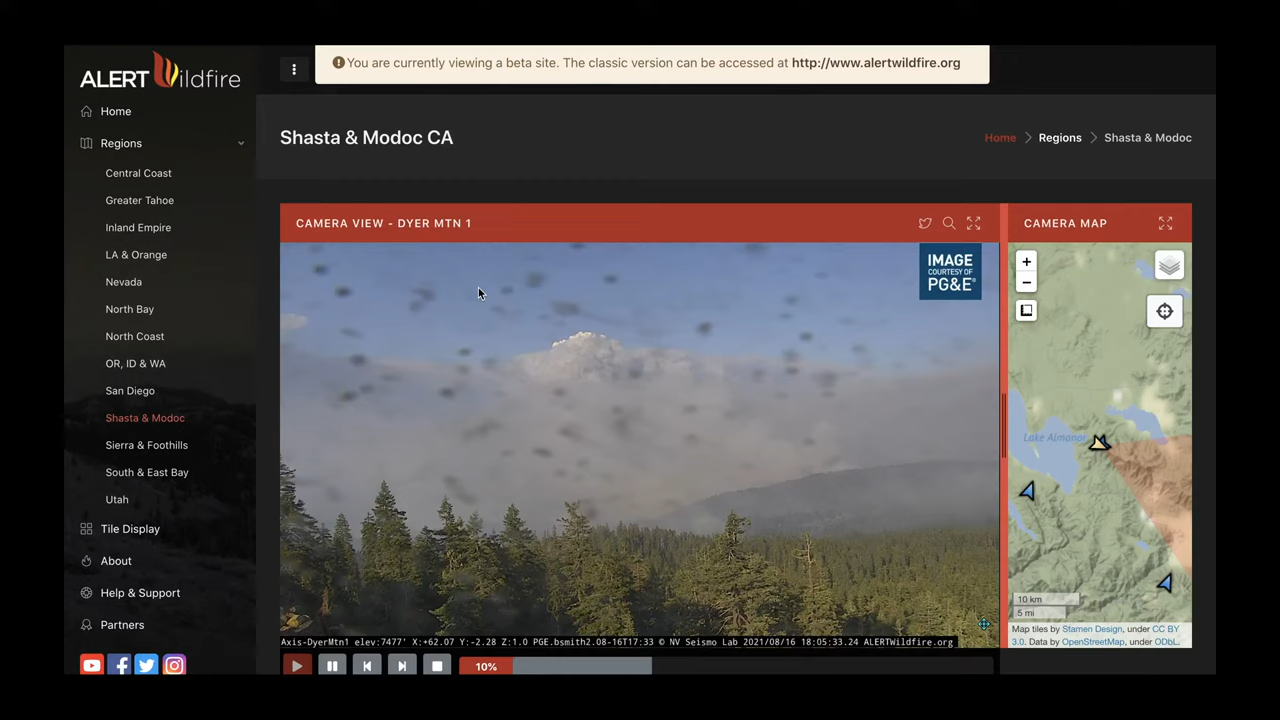 ALERT Wildfire
You are currently viewing a beta site. The classic version can be accessed at http://www.alertwildfire.org
Home
Regions
Central Coast
Greater Tahoe
Inland Empire
LA & Orange
Nevada
North Bay
North Coast
OR, ID & WA
San Diego
Shasta & Modoc
Sierra & Foothills
South & East Bay
Utah
Tile Display
About
Help & Support
Partners
Shasta & Modoc CA
Home > Regions > Shasta & Modoc
CAMERA VIEW - DYER MTN 1
IMAGE
COURTESY OF
PG&E®
Axis-DyerMtn1 elev:7477' X:+62.07 Y:-2.28 Z:1.0 PGE.bsmith2.08-16T17:33 © NV Seismo Lab 2021/08/16 18:05:33.24 ALERTWildfire.org
10%
CAMERA MAP
+
−
Lake Almanor
10 km
5 mi
Map tiles by Stamen Design, under CC BY
3.0. Data by OpenStreetMap, under ODbL.